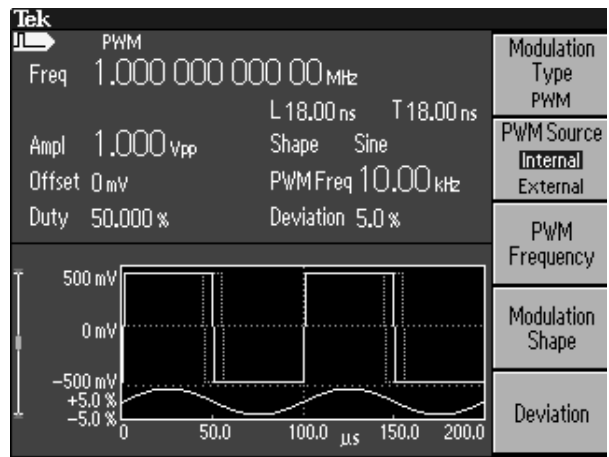 Tek
PWM
Freq 1.000 000 000 00 MHz
L 18.00 ns T 18.00 ns
Ampl 1.000 Vpp Shape Sine
Offset 0 mV PWM Freq 10.00 kHz
Duty 50.000 % Deviation 5.0 %
500 mV
0 mV
-500 mV
+5.0 %
-5.0 %
0 50.0 100.0 µs 150.0 200.0
Modulation
Type
PWM
PWM Source
Internal
External
PWM
Frequency
Modulation
Shape
Deviation